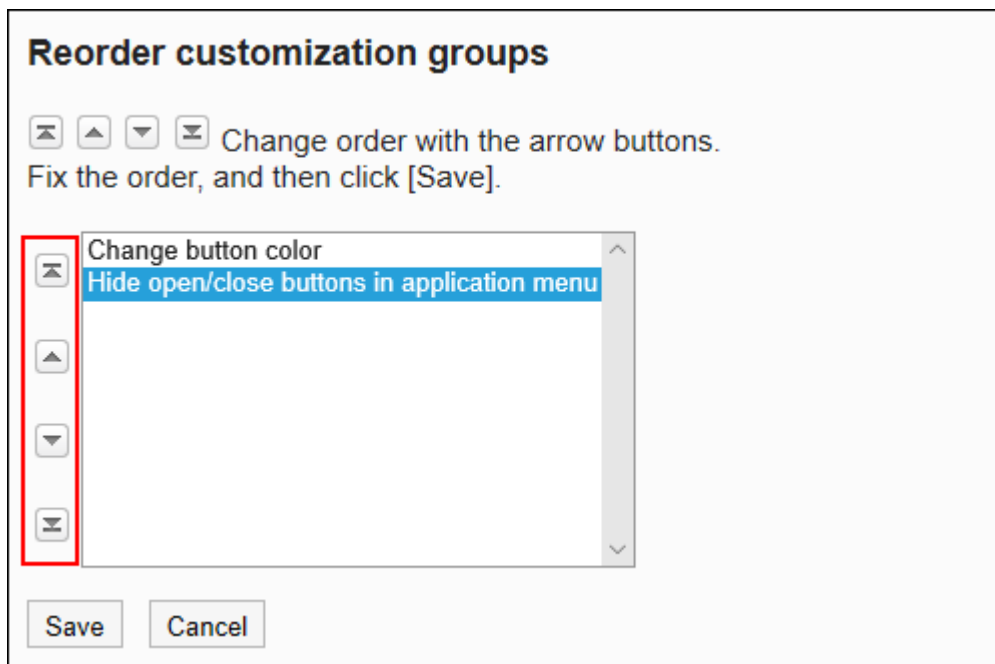 Reorder customization groups
Change order with the arrow buttons.
Fix the order, and then click [Save].
Change button color
Hide open/close buttons in application menu
Save
Cancel